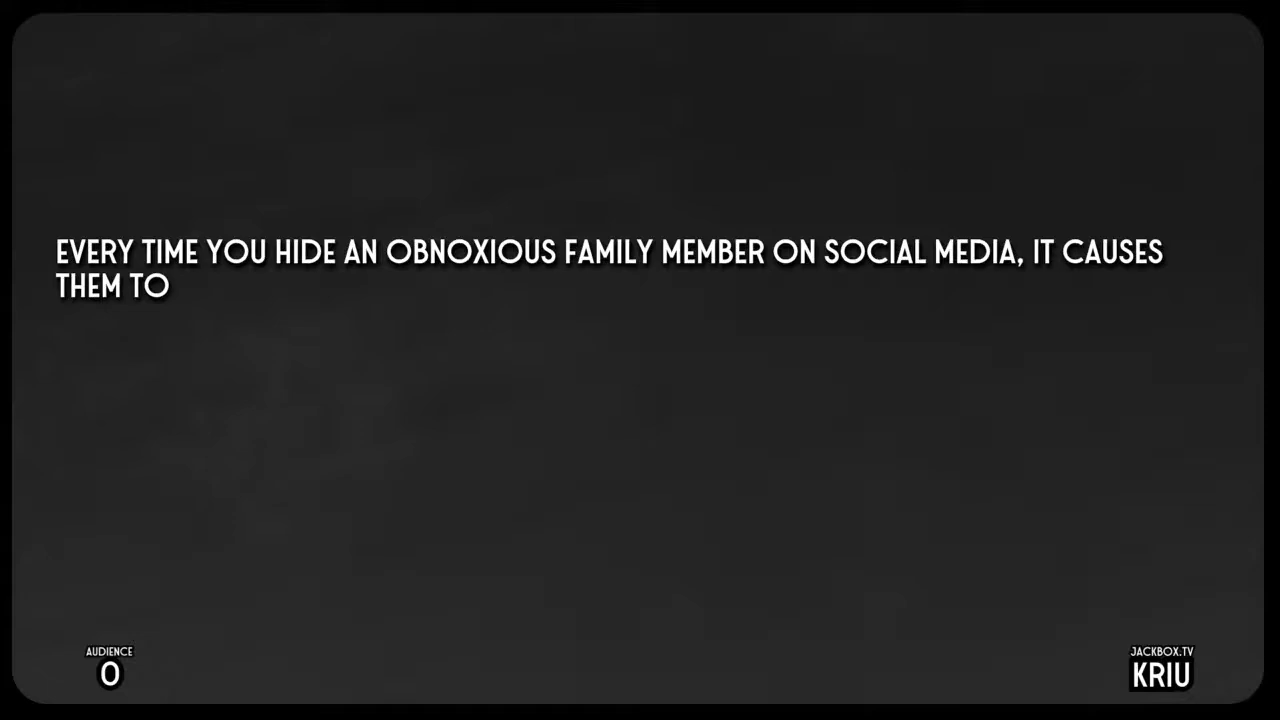 EVERY TIME YOU HIDE AN OBNOXIOUS FAMILY MEMBER ON SOCIAL MEDIA, IT CAUSES
THEM TO
AUDIENCE
0
JACKBOX.TV
KRIU